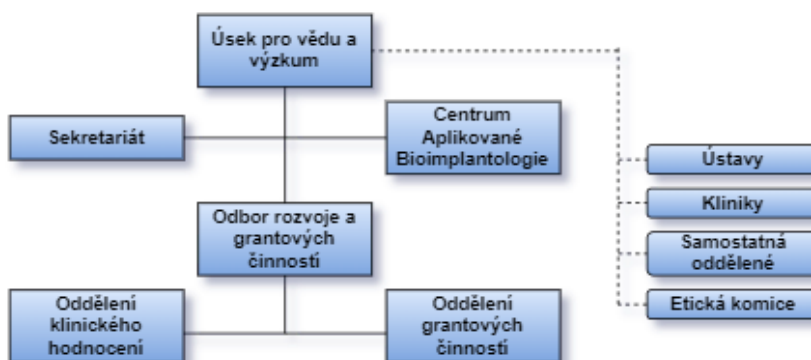 Úsek pro vědu a
výzkum
Sekretariát
Centrum
Aplikované
Bioimplantologie
Ústavy
Kliniky
Odbor rozvoje a
grantových
činností
Samostatná
oddělené
Etická komice
Oddělení
klinického
hodnocení
Oddělení
grantových
činností